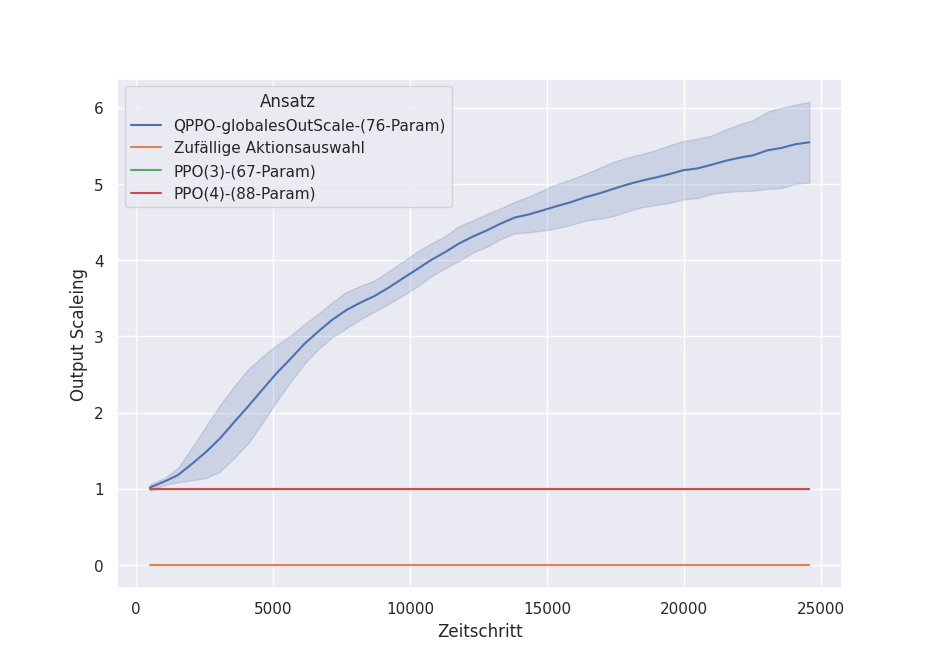 Ansatz
QPPO-globalesOutScale-(76-Param)
Zufällige Aktionsauswahl
PPO(3)-(67-Param)
PPO(4)-(88-Param)
6
5
4
3
2
1
0
Output Scaleing
0 5000 10000 15000 20000 25000
Zeitschritt